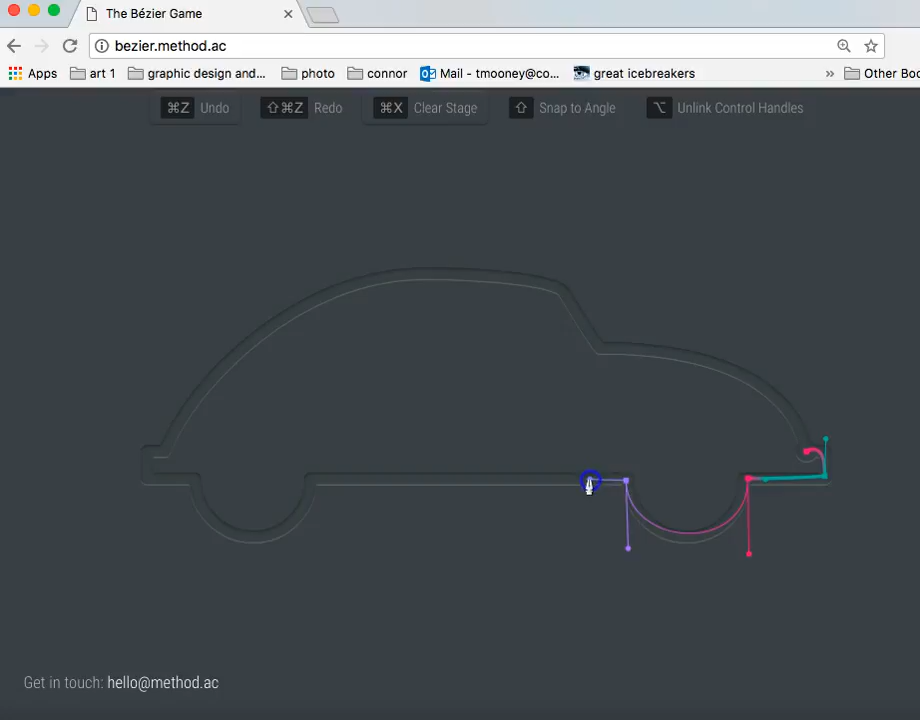 The Bézier Game
bezier.method.ac
Apps art 1 graphic design and... photo connor Mail - tmooney@co... great icebreakers » Other Boo
⌘Z Undo ⇧⌘Z Redo ⌘X Clear Stage ⇧ Snap to Angle ⌥ Unlink Control Handles
Get in touch: hello@method.ac